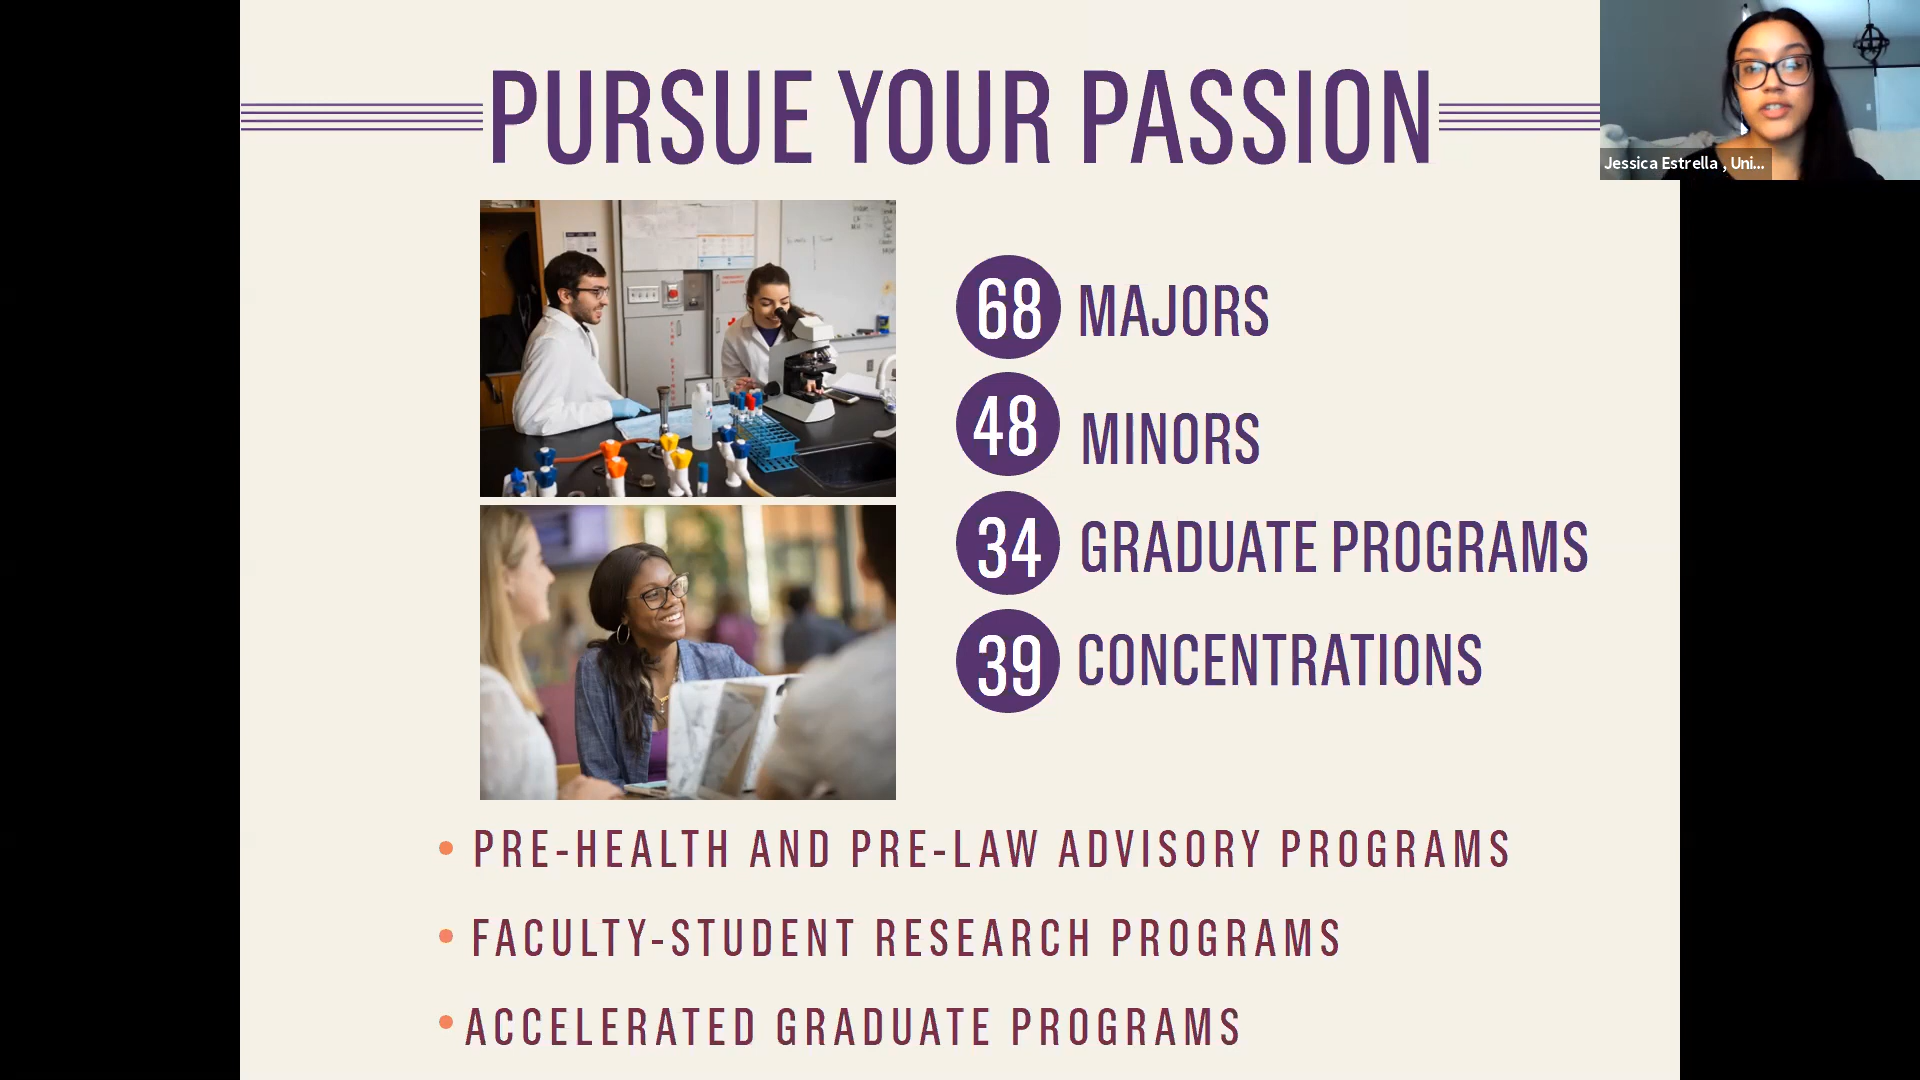 PURSUE YOUR PASSION
Jessica Estrella , Uni...
68 MAJORS
48 MINORS
34 GRADUATE PROGRAMS
39 CONCENTRATIONS
• PRE-HEALTH AND PRE-LAW ADVISORY PROGRAMS
• FACULTY-STUDENT RESEARCH PROGRAMS
• ACCELERATED GRADUATE PROGRAMS